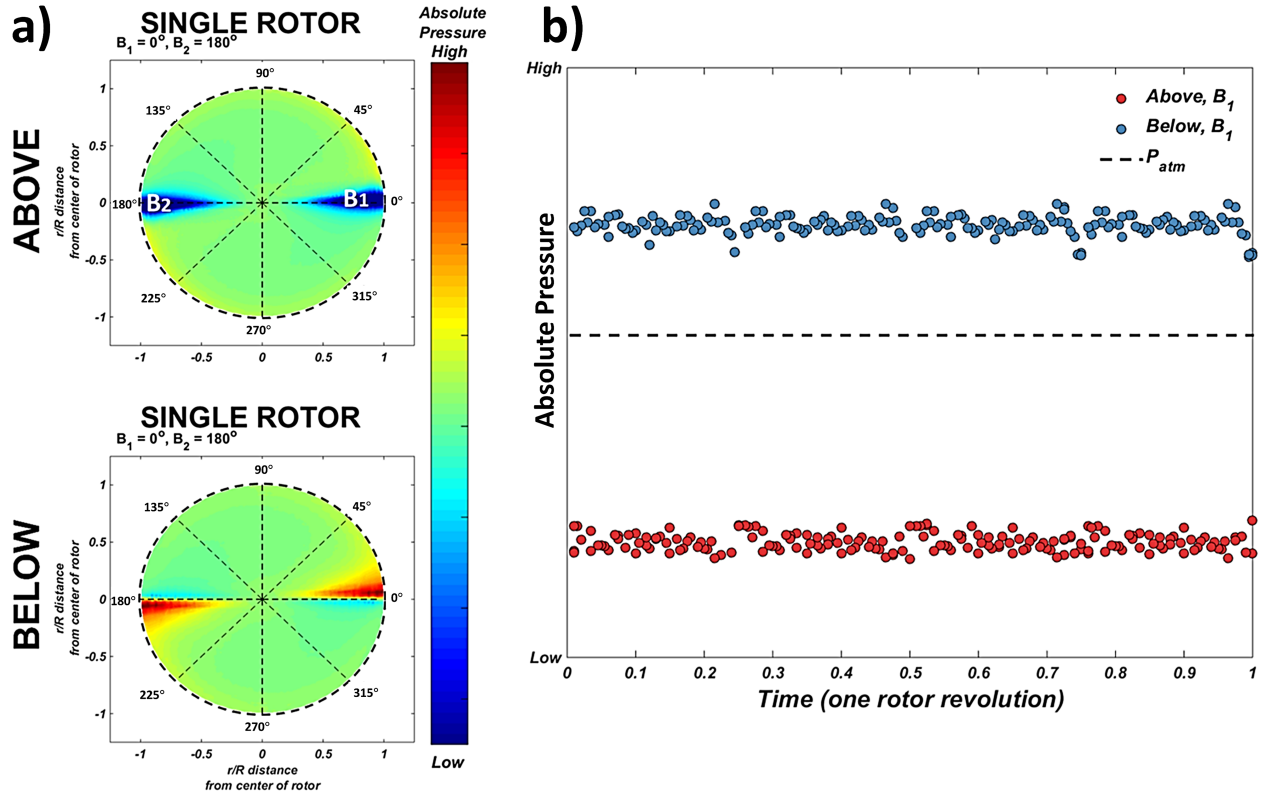 a)
SINGLE ROTOR
B1 = 0°, B2 = 180°
Absolute
Pressure
High
ABOVE
r/R distance
from center of rotor
1
0.5
0
-0.5
-1
90°
135°
45°
180°
B2
B1
0°
225°
315°
270°
-1
-0.5
0
0.5
1
SINGLE ROTOR
B1 = 0°, B2 = 180°
BELOW
r/R distance
from center of rotor
1
0.5
0
-0.5
-1
90°
135°
45°
180°
0°
225°
315°
270°
-1
-0.5
0
0.5
1
r/R distance
from center of rotor
Low
b)
High
Above, B1
Below, B1
Patm
Absolute Pressure
Low
0 0.1 0.2 0.3 0.4 0.5 0.6 0.7 0.8 0.9 1
Time (one rotor revolution)